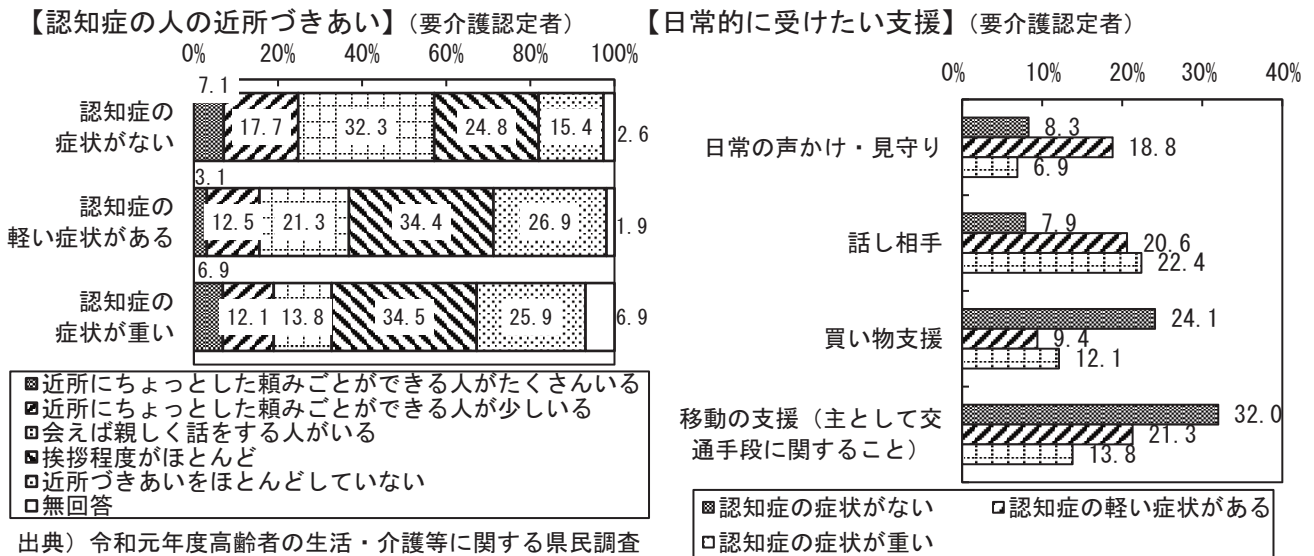 【認知症の人の近所づきあい】（要介護認定者）
0% 20% 40% 60% 80% 100%
7.1
認知症の
症状がない
17.7 32.3 24.8 15.4 2.6
3.1
認知症の
軽い症状がある
12.5 21.3 34.4 26.9 1.9
6.9
認知症の
症状が重い
12.1 13.8 34.5 25.9 6.9
近所にちょっとした頼みごとができる人がたくさんいる
近所にちょっとした頼みごとができる人が少しいる
会えば親しく話をする人がいる
挨拶程度がほとんど
近所づきあいをほとんどしていない
無回答
出典）令和元年度高齢者の生活・介護等に関する県民調査
【日常的に受けたい支援】（要介護認定者）
0% 10% 20% 30% 40%
日常の声かけ・見守り
8.3
18.8
6.9
話し相手
7.9
20.6
22.4
買い物支援
24.1
9.4
12.1
移動の支援（主として交
通手段に関すること）
32.0
21.3
13.8
認知症の症状がない 認知症の軽い症状がある
認知症の症状が重い